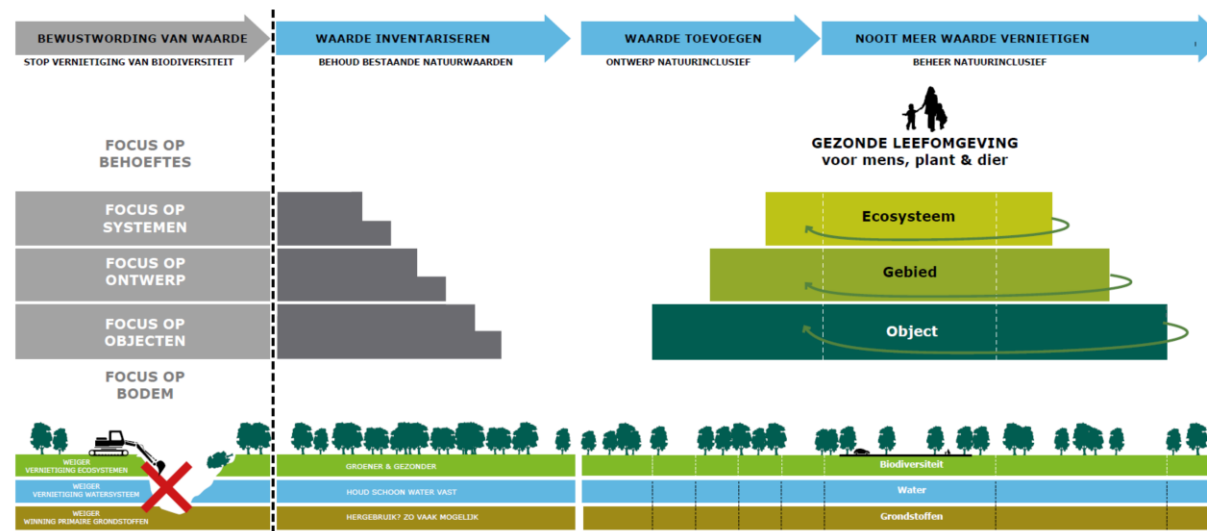 BEWUSTWORDING VAN WAARDE
WAARDE INVENTARISEREN
WAARDE TOEVOEGEN
NOOIT MEER WAARDE VERNIETIGEN
STOP VERNIETIGING VAN BIODIVERSITEIT
BEHOUD BESTAANDE NATUURWAARDEN
ONTWERP NATUURINCLUSIEF
BEHEER NATUURINCLUSIEF
FOCUS OP
BEHOEFTES
GEZONDE LEEFOMGEVING
voor mens, plant & dier
FOCUS OP
SYSTEMEN
Ecosysteem
FOCUS OP
ONTWERP
Gebied
FOCUS OP
OBJECTEN
Object
FOCUS OP
BODEM
WEIGER
VERNIETIGING ECOSYSTEMEN
GROENER & GEZONDER
Biodiversiteit
WEIGER
VERNIETIGING WATERSYSTEEM
HOUD SCHOON WATER VAST
Water
WEIGER
WINNING PRIMAIRE GRONDSTOFFEN
HERGEBRUIK? ZO VAAK MOGELIJK
Grondstoffen